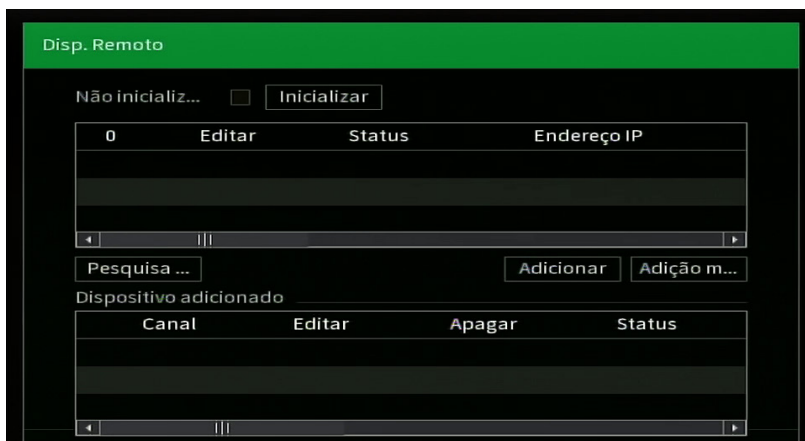 Disp. Remoto
Não inicializ... Inicializar
0 Editar Status Endereço IP
Pesquisa ... Adicionar Adição m...
Dispositivo adicionado
Canal Editar Apagar Status